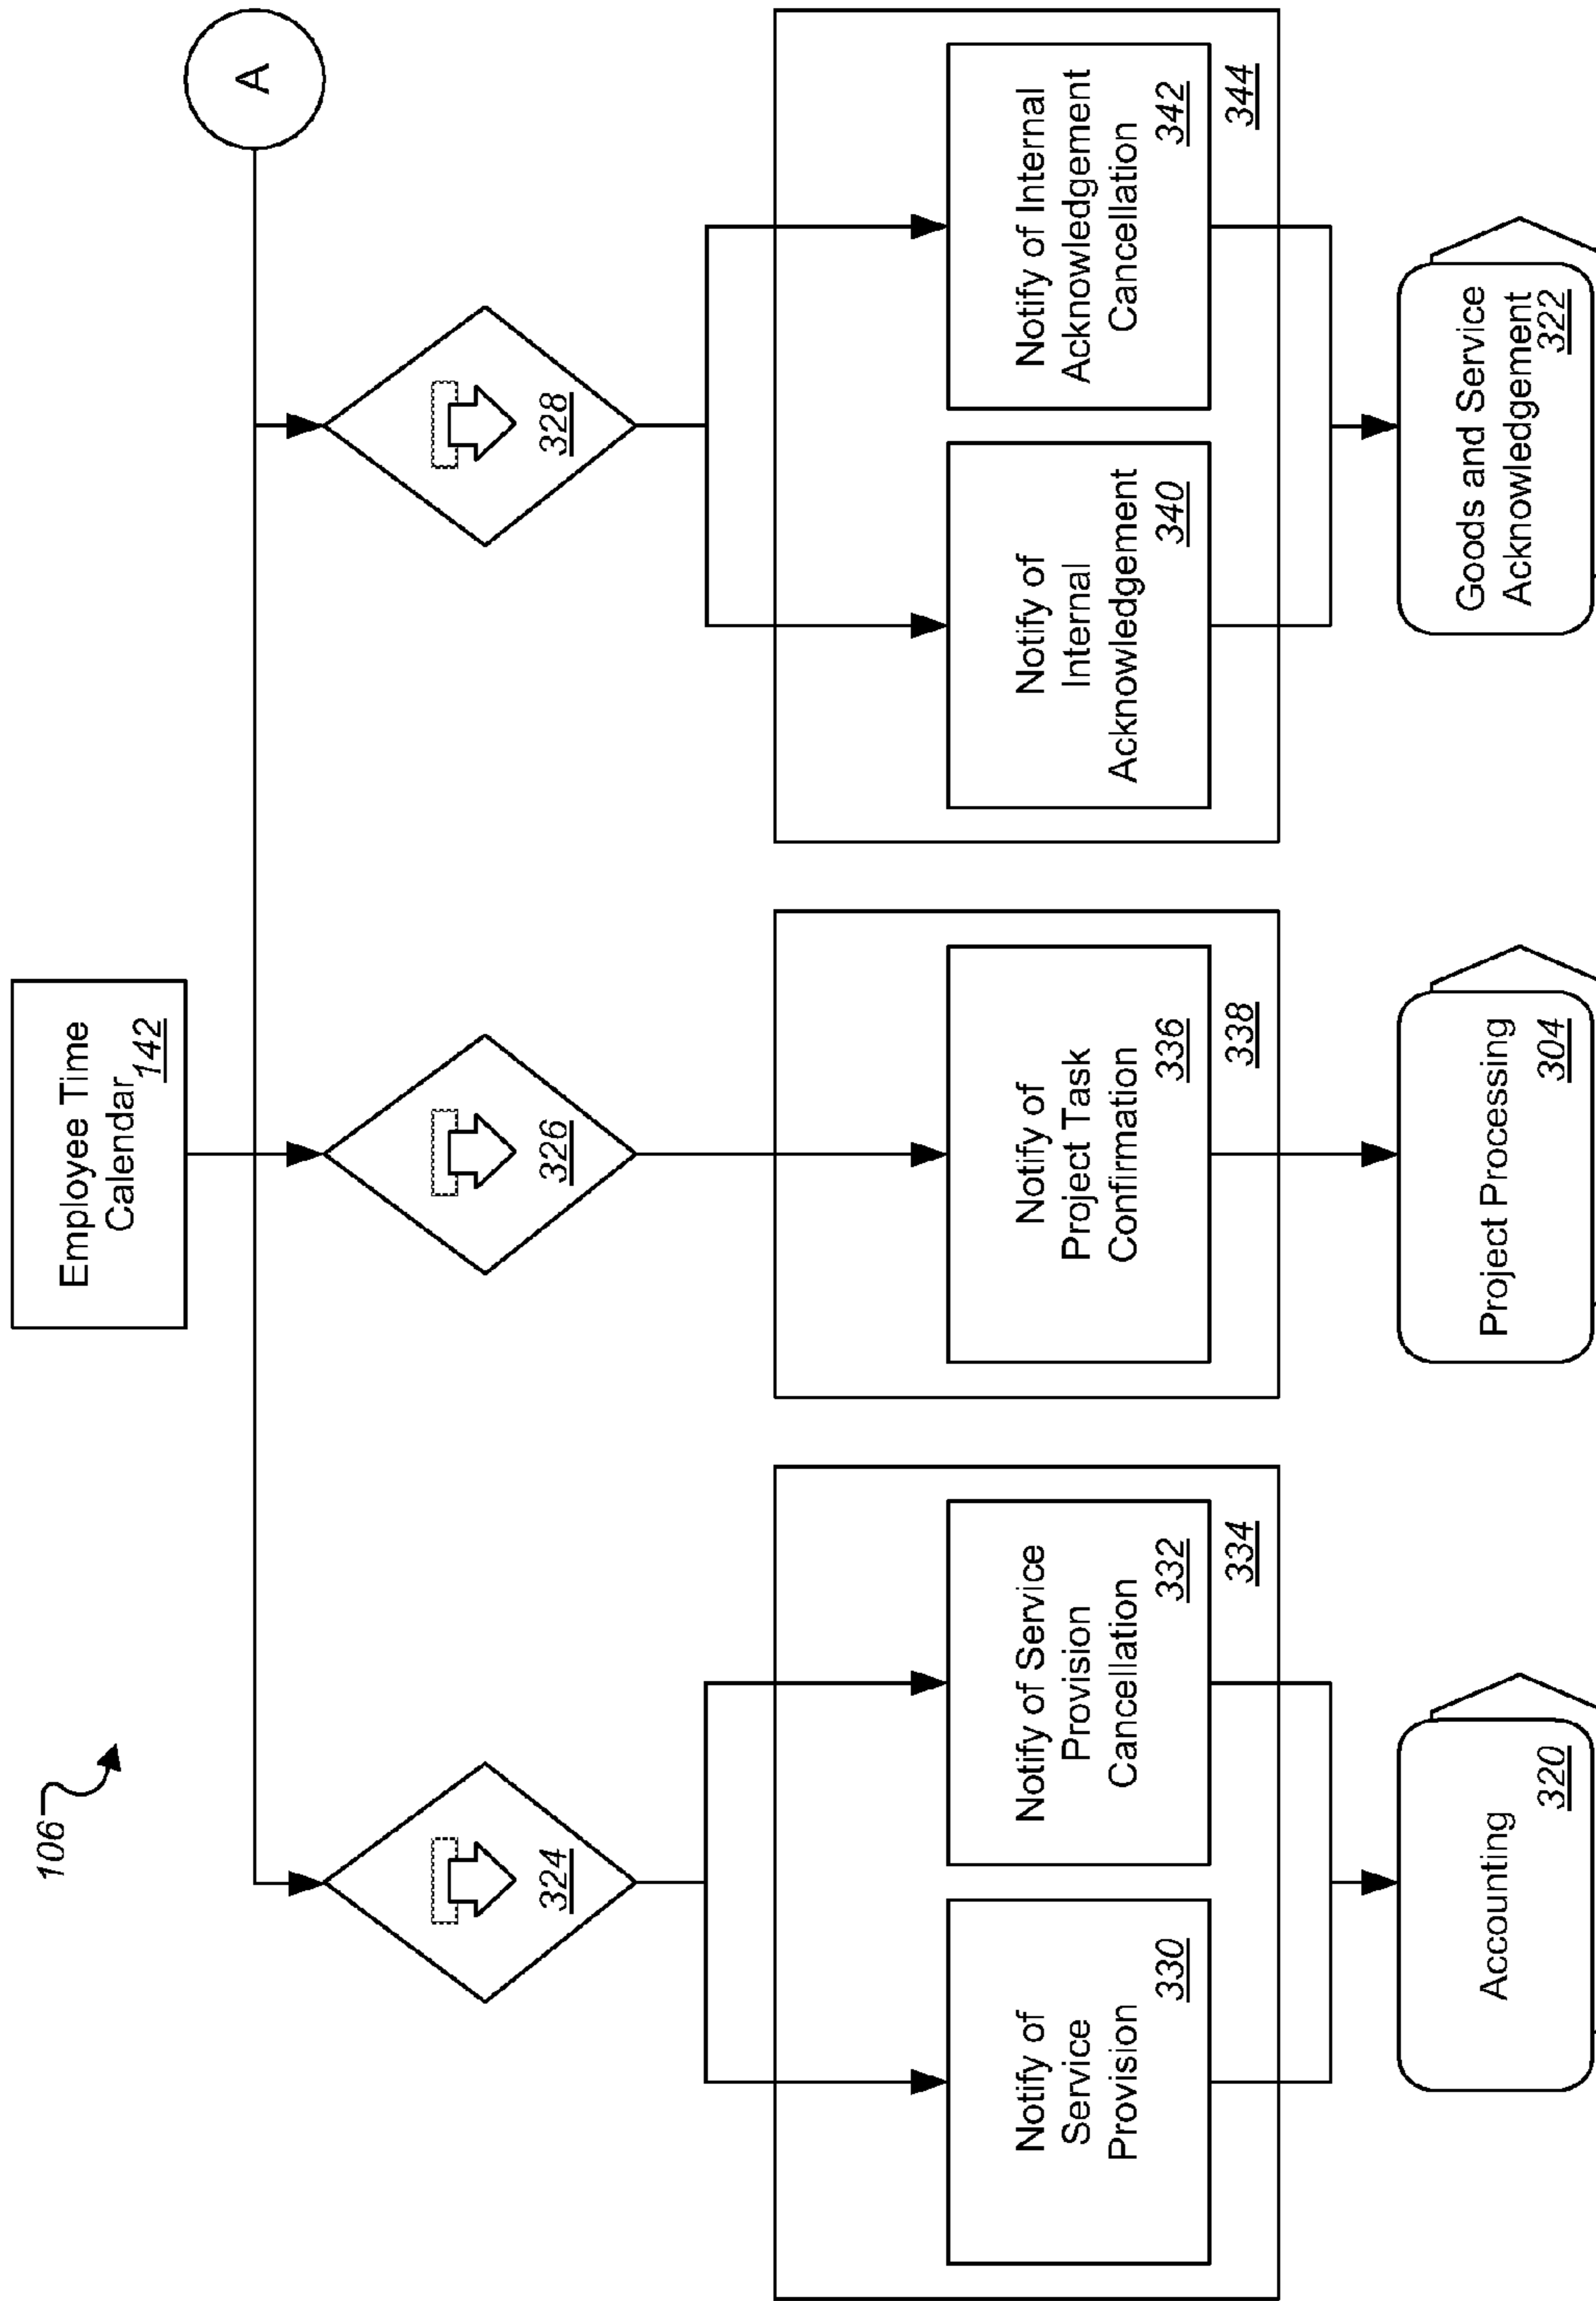 106
Employee Time
Calendar
142
A
324
326
328
Notify of
Service
Provision
330
Notify of Service
Provision
Cancellation
332
334
Notify of
Project Task
Confirmation
336
338
Notify of
Internal
Acknowledgement
340
Notify of Internal
Acknowledgement
Cancellation
342
344
Accounting
320
Project Processing
304
Goods and Service
Acknowledgement
322